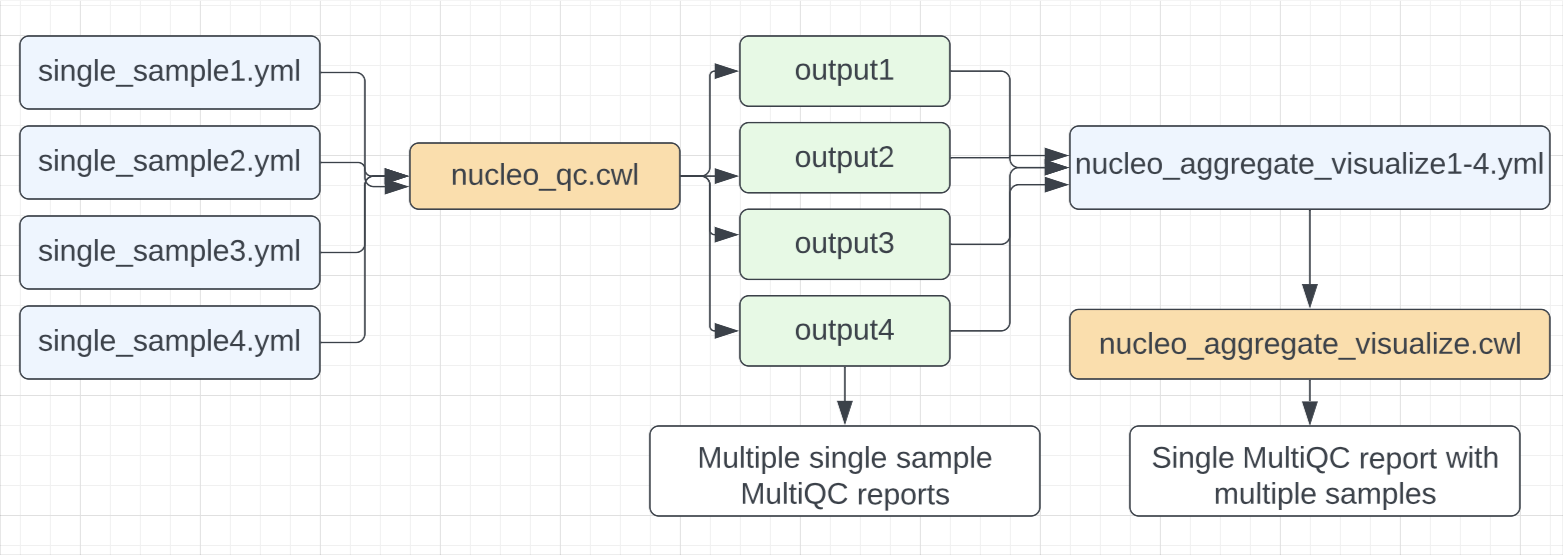 single_sample1.yml
single_sample2.yml
single_sample3.yml
single_sample4.yml
nucleo_qc.cwl
output1
output2
output3
output4
Multiple single sample
MultiQC reports
nucleo_aggregate_visualize1-4.yml
nucleo_aggregate_visualize.cwl
Single MultiQC report with
multiple samples